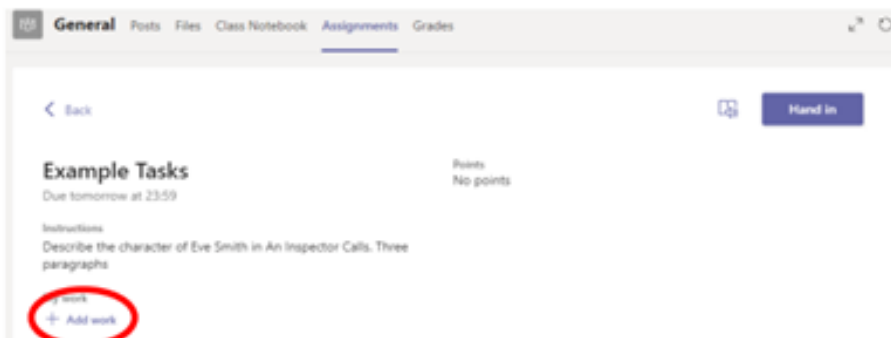 General Posts Files Class Notebook Assignments Grades
Back
Hand in
Example Tasks
Due tomorrow at 23:59
Points
No points
Instructions
Describe the character of Eve Smith in An Inspector Calls. Three
paragraphs
work
+ Add work